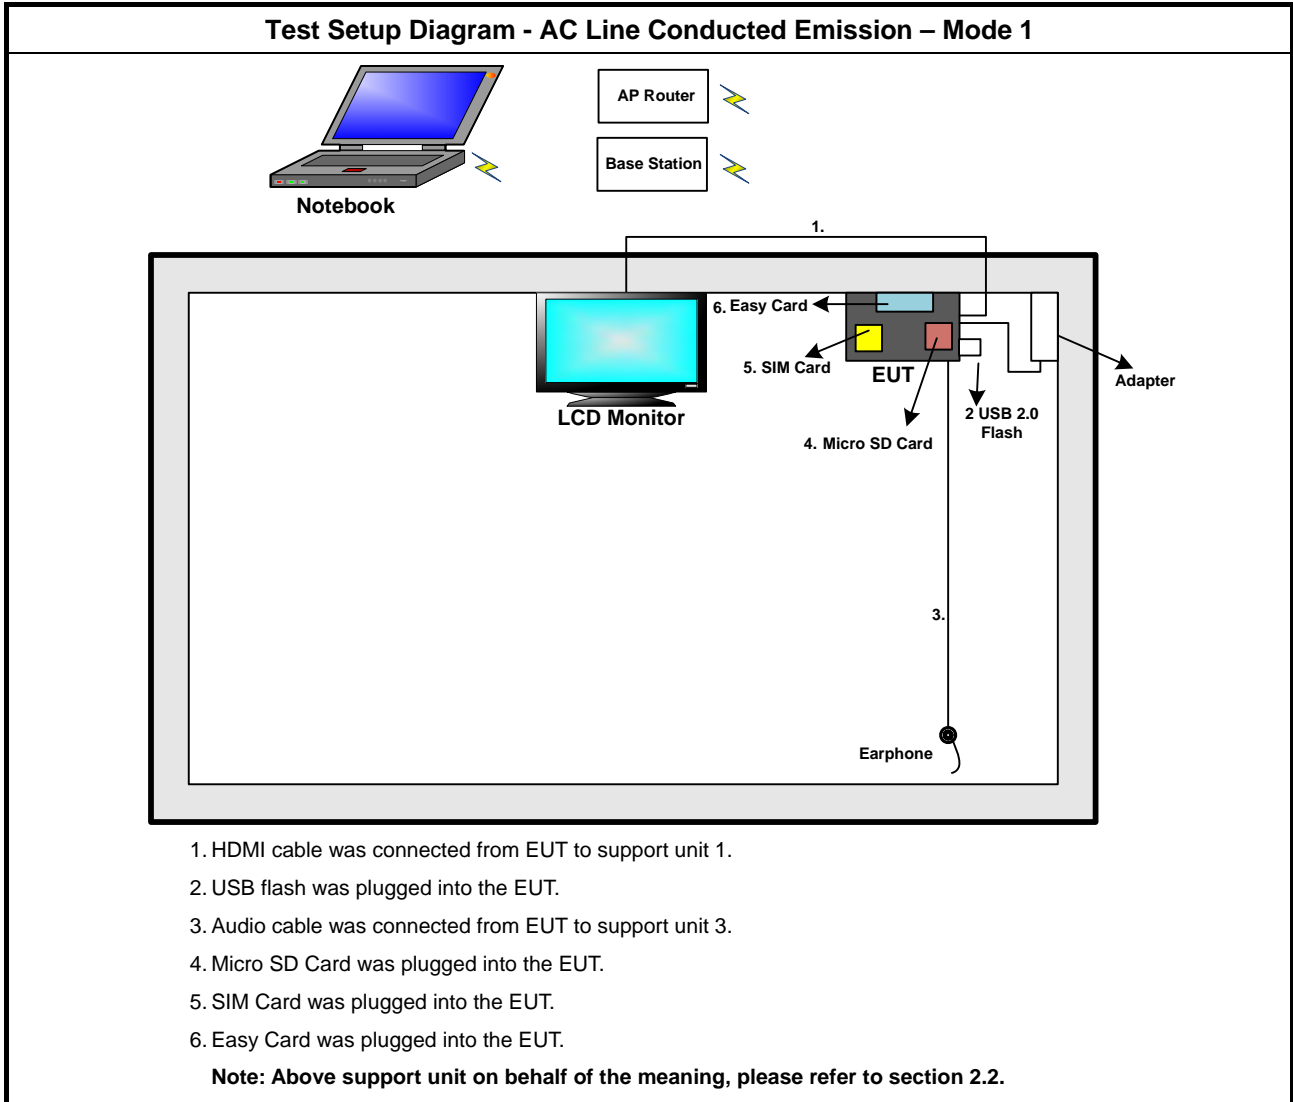 Test Setup Diagram - AC Line Conducted Emission – Mode 1
AP Router
Base Station
Notebook
1.
6. Easy Card
5. SIM Card
EUT
Adapter
LCD Monitor
2 USB 2.0
Flash
4. Micro SD Card
3.
Earphone
1. HDMI cable was connected from EUT to support unit 1.
2. USB flash was plugged into the EUT.
3. Audio cable was connected from EUT to support unit 3.
4. Micro SD Card was plugged into the EUT.
5. SIM Card was plugged into the EUT.
6. Easy Card was plugged into the EUT.
Note: Above support unit on behalf of the meaning, please refer to section 2.2.